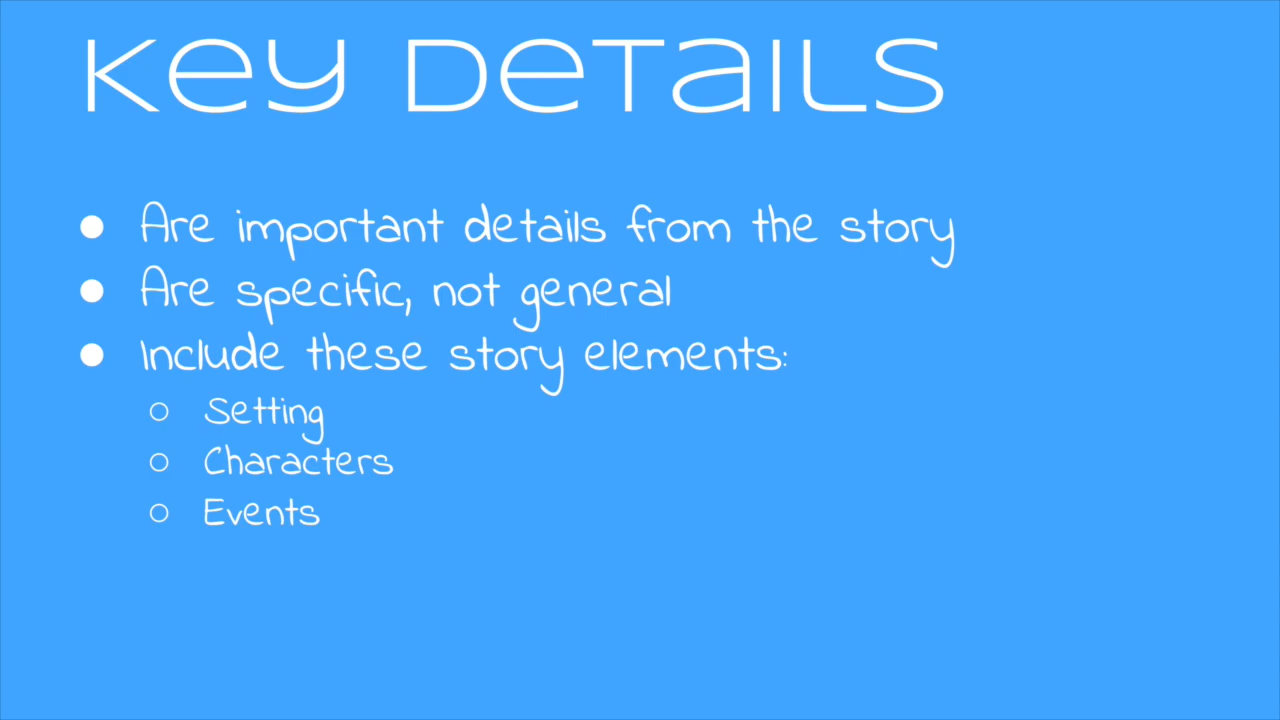 Key Details
● Are important details from the story
● Are specific, not general
● Include these story elements:
○ Setting
○ Characters
○ Events